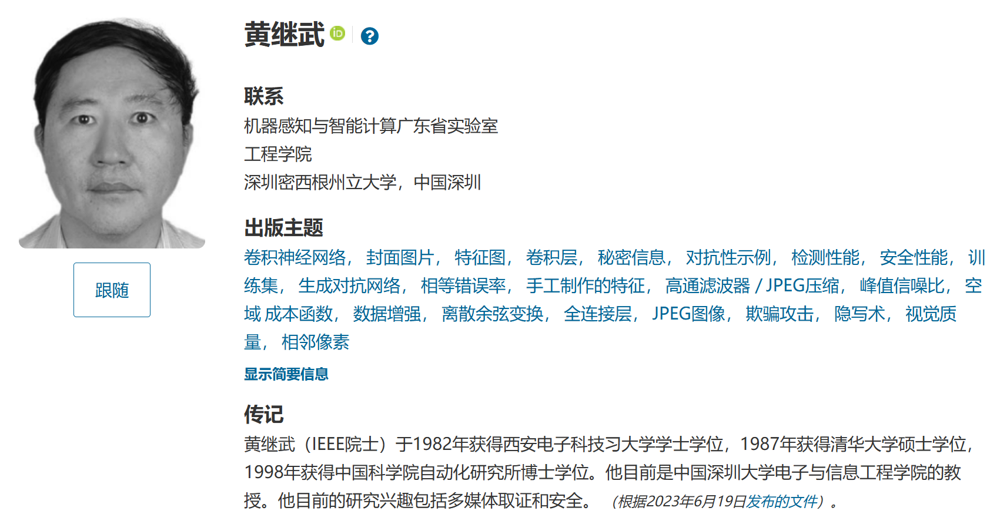 黄继武 iD ?
联系
机器感知与智能计算广东省实验室
工程学院
深圳密西根州立大学，中国深圳
出版主题
卷积神经网络， 封面图片， 特征图， 卷积层， 秘密信息， 对抗性示例， 检测性能， 安全性能， 训
练集， 生成对抗网络， 相等错误率， 手工制作的特征， 高通滤波器 / JPEG压缩， 峰值信噪比， 空
域 成本函数， 数据增强， 离散余弦变换， 全连接层， JPEG图像， 欺骗攻击， 隐写术， 视觉质
量， 相邻像素
显示简要信息
传记
黄继武（IEEE院士）于1982年获得西安电子科技习大学学士学位，1987年获得清华大学硕士学位，
1998年获得中国科学院自动化研究所博士学位。他目前是中国深圳大学电子与信息工程学院的教
授。他目前的研究兴趣包括多媒体取证和安全。 （根据2023年6月19日发布的文件）。
跟随